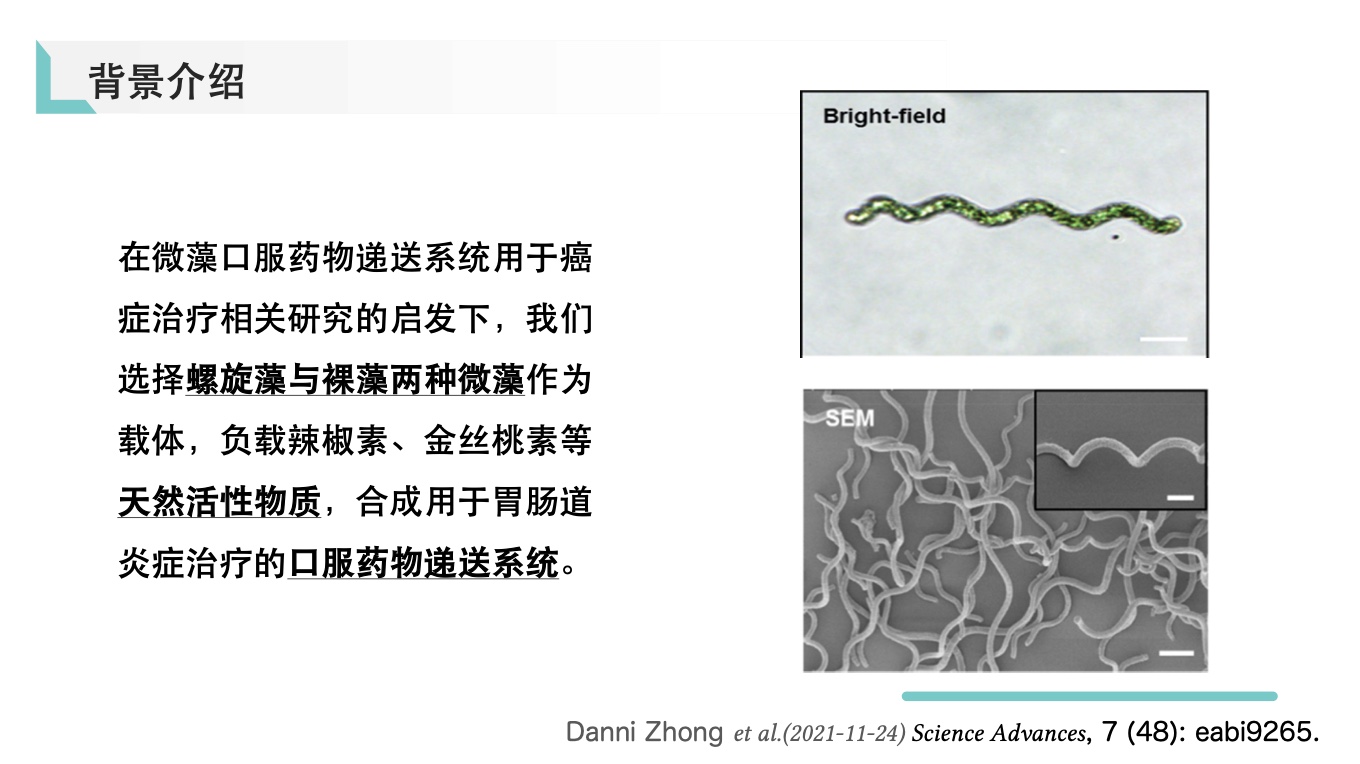 背景介绍
在微藻口服药物递送系统用于癌
症治疗相关研究的启发下，我们
选择螺旋藻与裸藻两种微藻作为
载体，负载辣椒素、金丝桃素等
天然活性物质，合成用于胃肠道
炎症治疗的口服药物递送系统。
Bright-field
SEM
Danni Zhong et al.(2021-11-24) Science Advances, 7 (48): eabi9265.